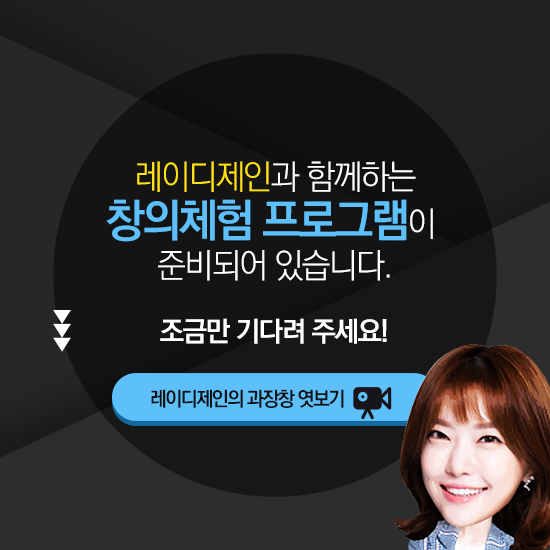 레이디제인과 함께하는
창의체험 프로그램이
준비되어 있습니다.
조금만 기다려 주세요!
레이디제인의 과장창 엿보기